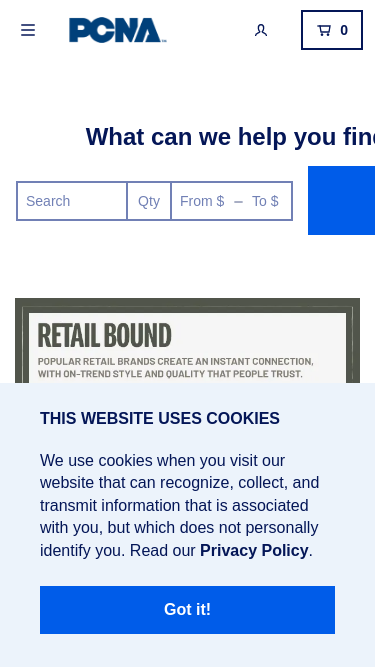 PCNA
0
What can we help you fin
Search
Qty
From $ – To $
RETAIL BOUND
POPULAR RETAIL BRANDS CREATE AN INSTANT CONNECTION,
WITH ON-TREND STYLE AND QUALITY THAT PEOPLE TRUST.
THIS WEBSITE USES COOKIES
We use cookies when you visit our
website that can recognize, collect, and
transmit information that is associated
with you, but which does not personally
identify you. Read our Privacy Policy.
Got it!